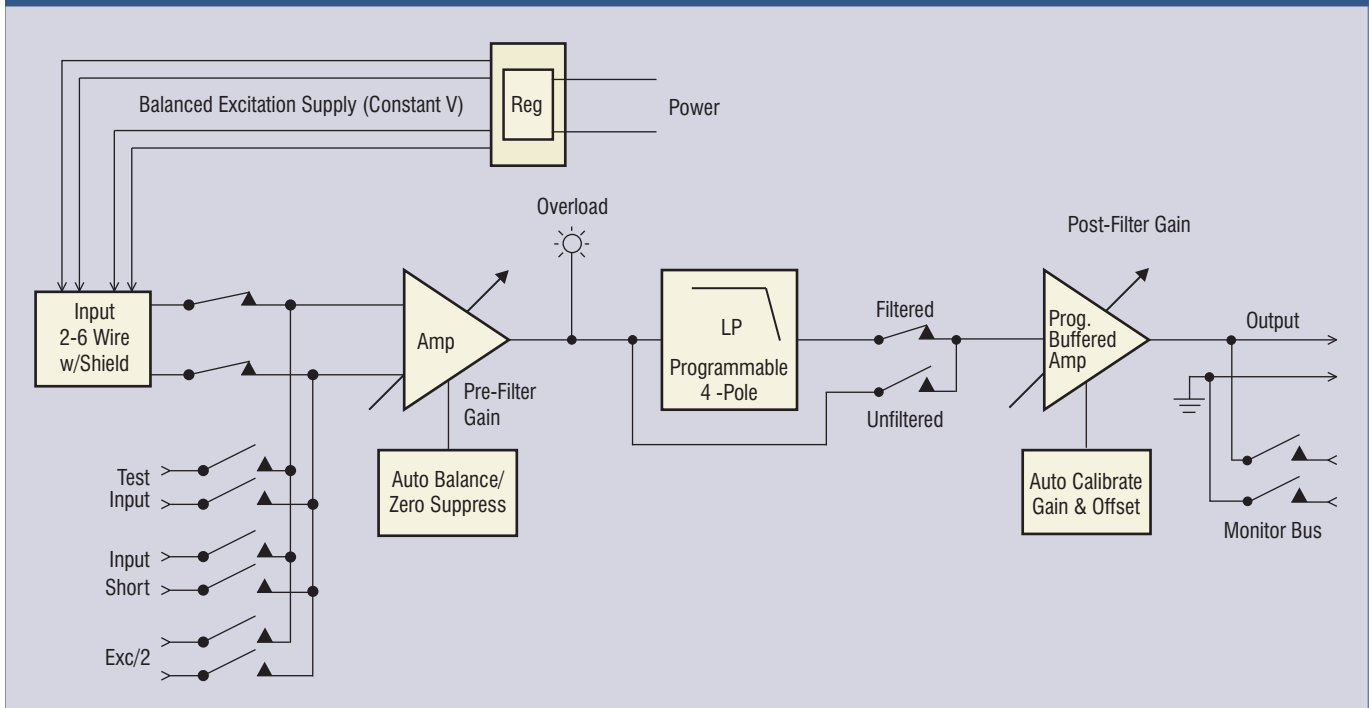 Balanced Excitation Supply (Constant V)
Reg
Power
Overload
Post-Filter Gain
Input
2-6 Wire
w/Shield
Amp
Pre-Filter
Gain
LP
Programmable
4 -Pole
Filtered
Unfiltered
Prog.
Buffered
Amp
Output
Test
Input
Auto Balance/
Zero Suppress
Auto Calibrate
Gain & Offset
Monitor Bus
Input
Short
Exc/2